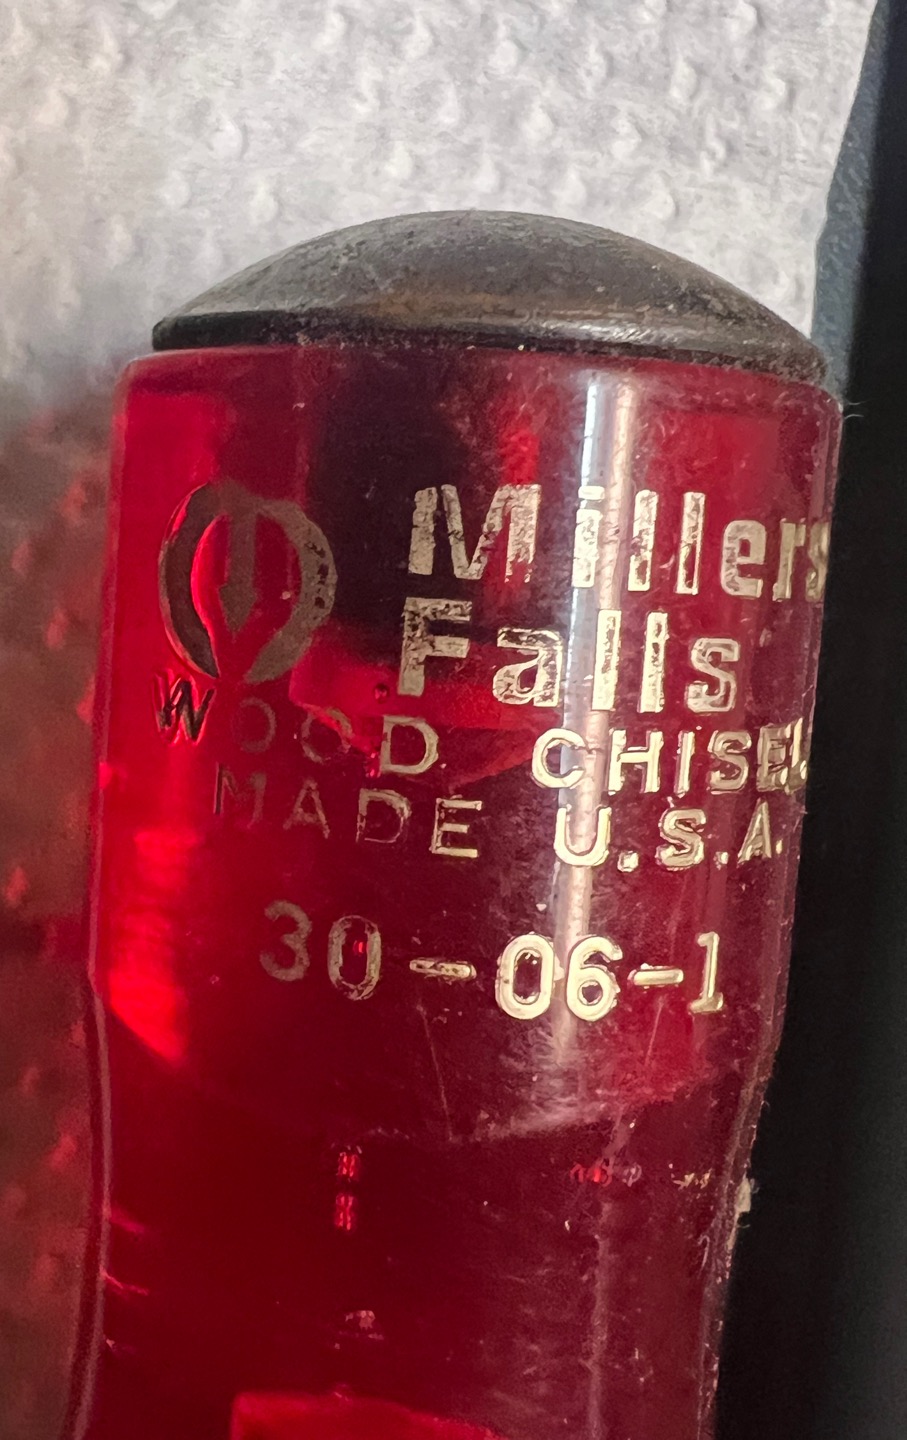 Millers
Falls
WOOD CHISEL
MADE U.S.A.
30-06-1